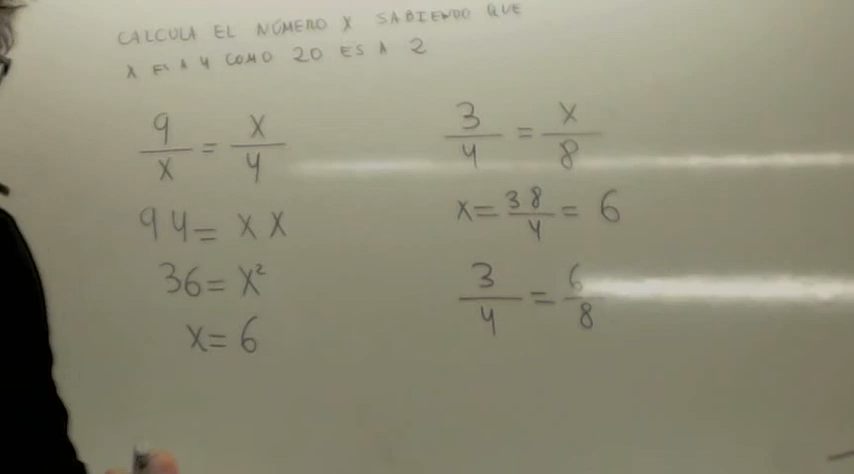 CALCULA EL NÚMERO X SABIENDO QUE
X ES A 4 COMO 20 ES A 2
9/x = x/4
9 4 = x x
36 = x²
x = 6
3/4 = x/8
x = 3 8/4 = 6
3/4 = 6/8